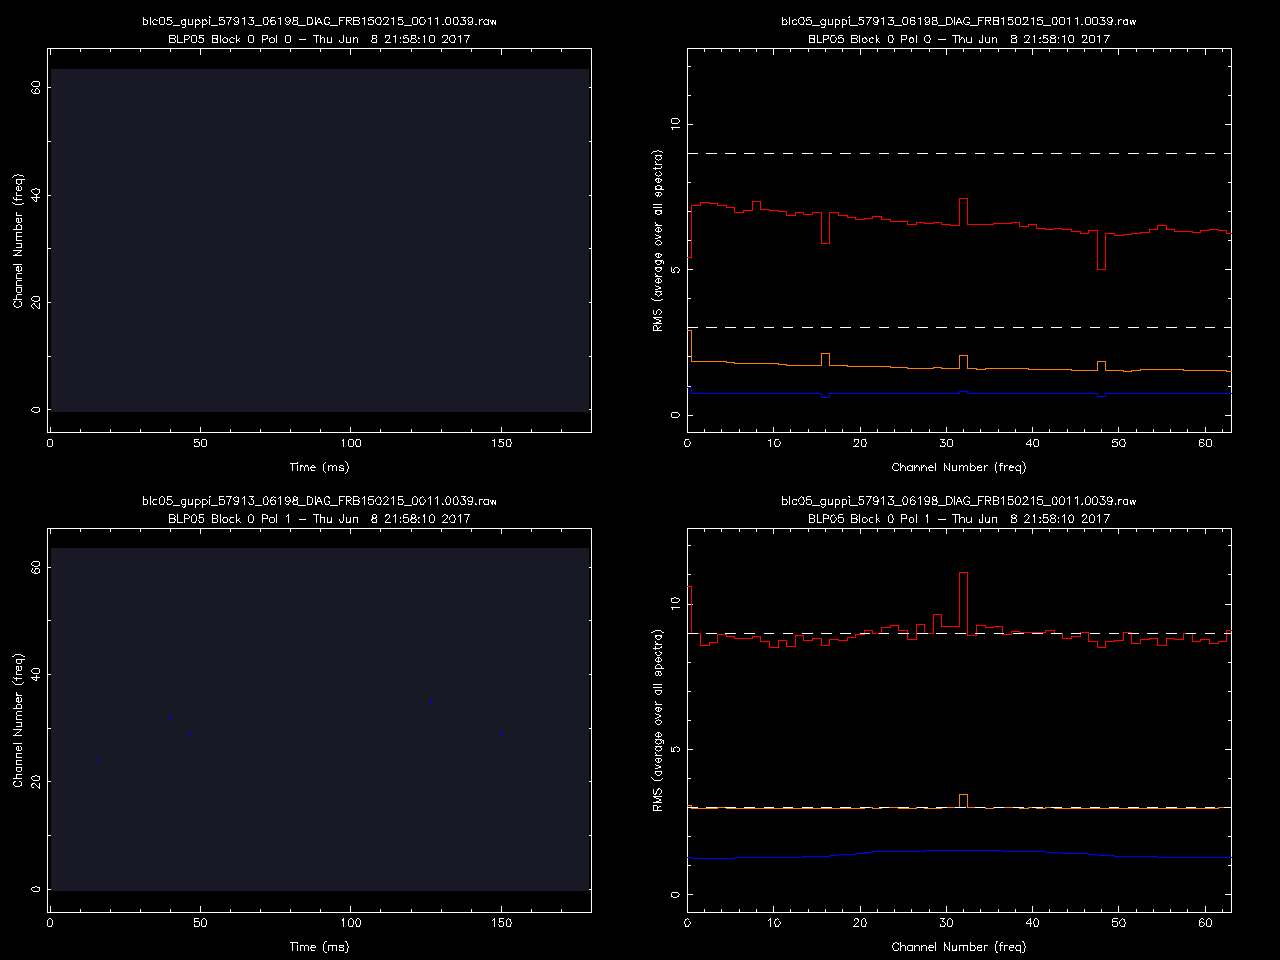 blc05_guppi_57913_06198_DIAG_FRB150215_0011.0039.raw
BLP05 Block 0 Pol 0 – Thu Jun 8 21:58:10 2017
Channel Number (freq)
60
40
20
0
0 50 100 150
Time (ms)
blc05_guppi_57913_06198_DIAG_FRB150215_0011.0039.raw
BLP05 Block 0 Pol 0 – Thu Jun 8 21:58:10 2017
RMS (average over all spectra)
10
5
0
0 10 20 30 40 50 60
Channel Number (freq)
blc05_guppi_57913_06198_DIAG_FRB150215_0011.0039.raw
BLP05 Block 0 Pol 1 – Thu Jun 8 21:58:10 2017
Channel Number (freq)
60
40
20
0
0 50 100 150
Time (ms)
blc05_guppi_57913_06198_DIAG_FRB150215_0011.0039.raw
BLP05 Block 0 Pol 1 – Thu Jun 8 21:58:10 2017
RMS (average over all spectra)
10
5
0
0 10 20 30 40 50 60
Channel Number (freq)